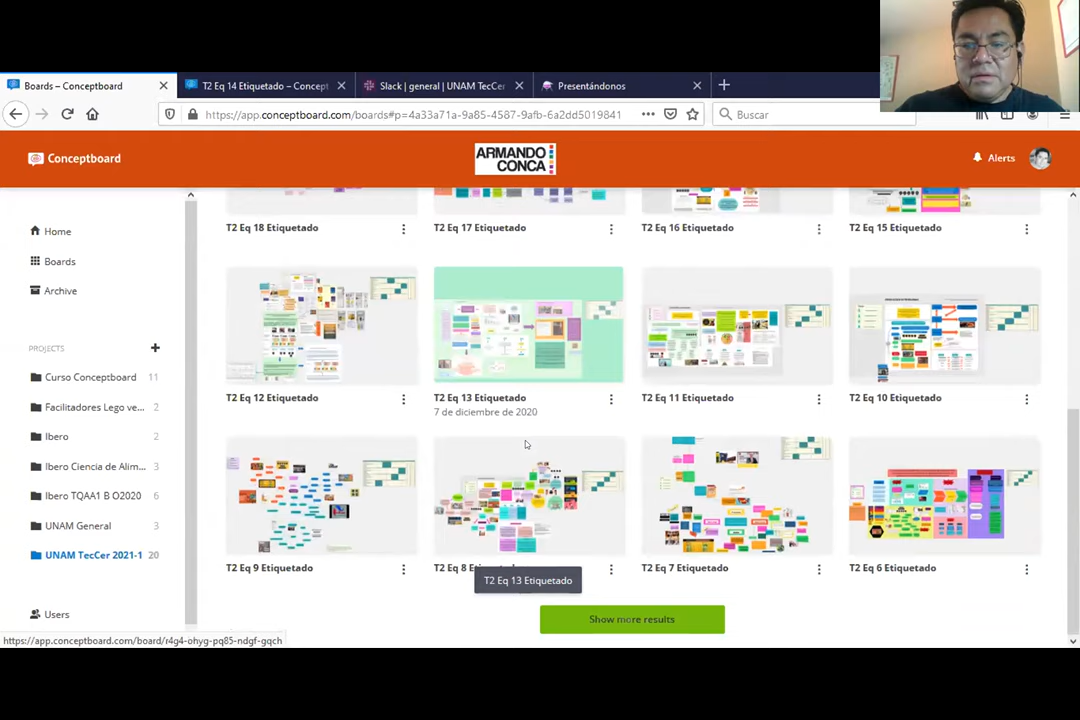 Boards – Conceptboard
T2 Eq 14 Etiquetado – Concept
Slack | general | UNAM TecCer
Presentándonos
https://app.conceptboard.com/boards#p=4a33a71a-9a85-4587-9afb-6a2dd5019841
Buscar
Conceptboard
ARMANDO
CONCA
Alerts
Home
Boards
Archive
PROJECTS
Curso Conceptboard 11
Facilitadores Lego ve... 2
Ibero 2
Ibero Ciencia de Alim... 3
Ibero TQAA1 B O2020 6
UNAM General 3
UNAM TecCer 2021-1 20
Users
T2 Eq 18 Etiquetado
T2 Eq 17 Etiquetado
T2 Eq 16 Etiquetado
T2 Eq 15 Etiquetado
T2 Eq 12 Etiquetado
T2 Eq 13 Etiquetado
7 de diciembre de 2020
T2 Eq 11 Etiquetado
T2 Eq 10 Etiquetado
T2 Eq 9 Etiquetado
T2 Eq 8
T2 Eq 7 Etiquetado
T2 Eq 6 Etiquetado
T2 Eq 13 Etiquetado
Show more results
https://app.conceptboard.com/board/r4g4-ohyg-pq85-ndgf-gqch